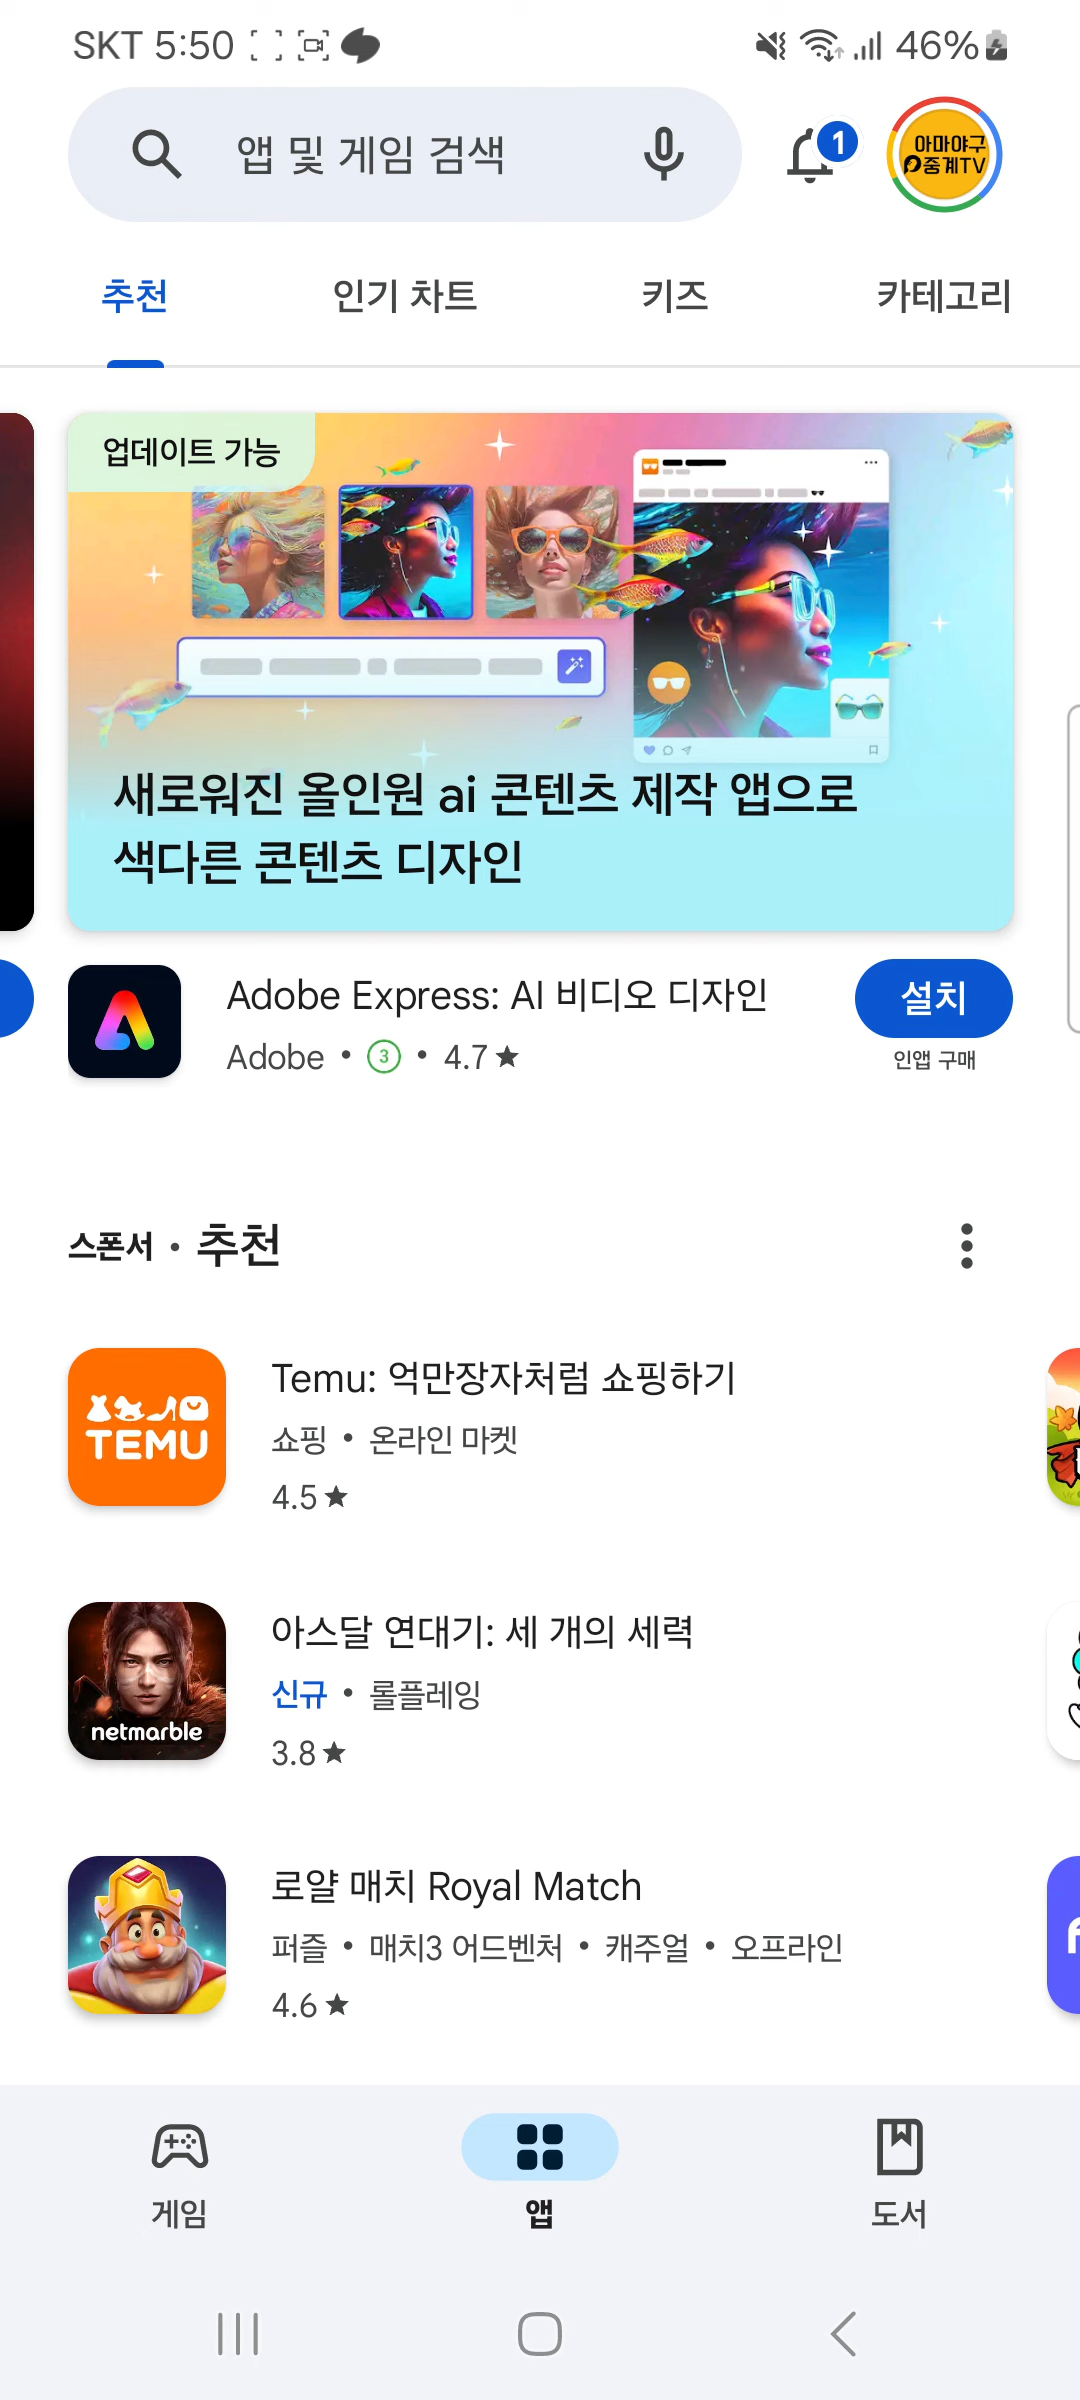 SKT 5:50
46%
앱 및 게임 검색
1
아마야구
중계TV
추천
인기 차트
키즈
카테고리
업데이트 가능
새로워진 올인원 ai 콘텐츠 제작 앱으로
색다른 콘텐츠 디자인
Adobe Express: AI 비디오 디자인
Adobe • 3 • 4.7★
설치
인앱 구매
스폰서 • 추천
TEMU
Temu: 억만장자처럼 쇼핑하기
쇼핑 • 온라인 마켓
4.5★
netmarble
아스달 연대기: 세 개의 세력
신규 • 롤플레잉
3.8★
로얄 매치 Royal Match
퍼즐 • 매치3 어드벤처 • 캐주얼 • 오프라인
4.6★
게임
앱
도서